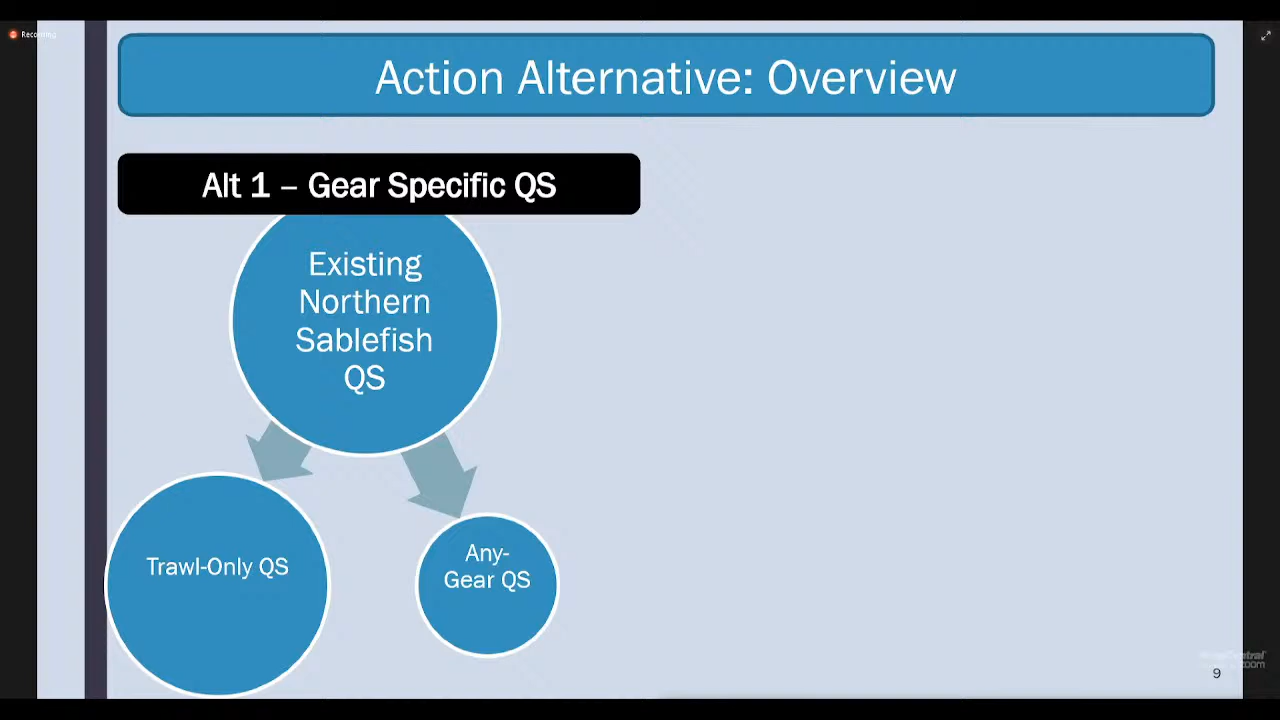 Recording
Action Alternative: Overview
Alt 1 – Gear Specific QS
Existing
Northern
Sablefish
QS
Trawl-Only QS
Any-
Gear QS
zoom
9